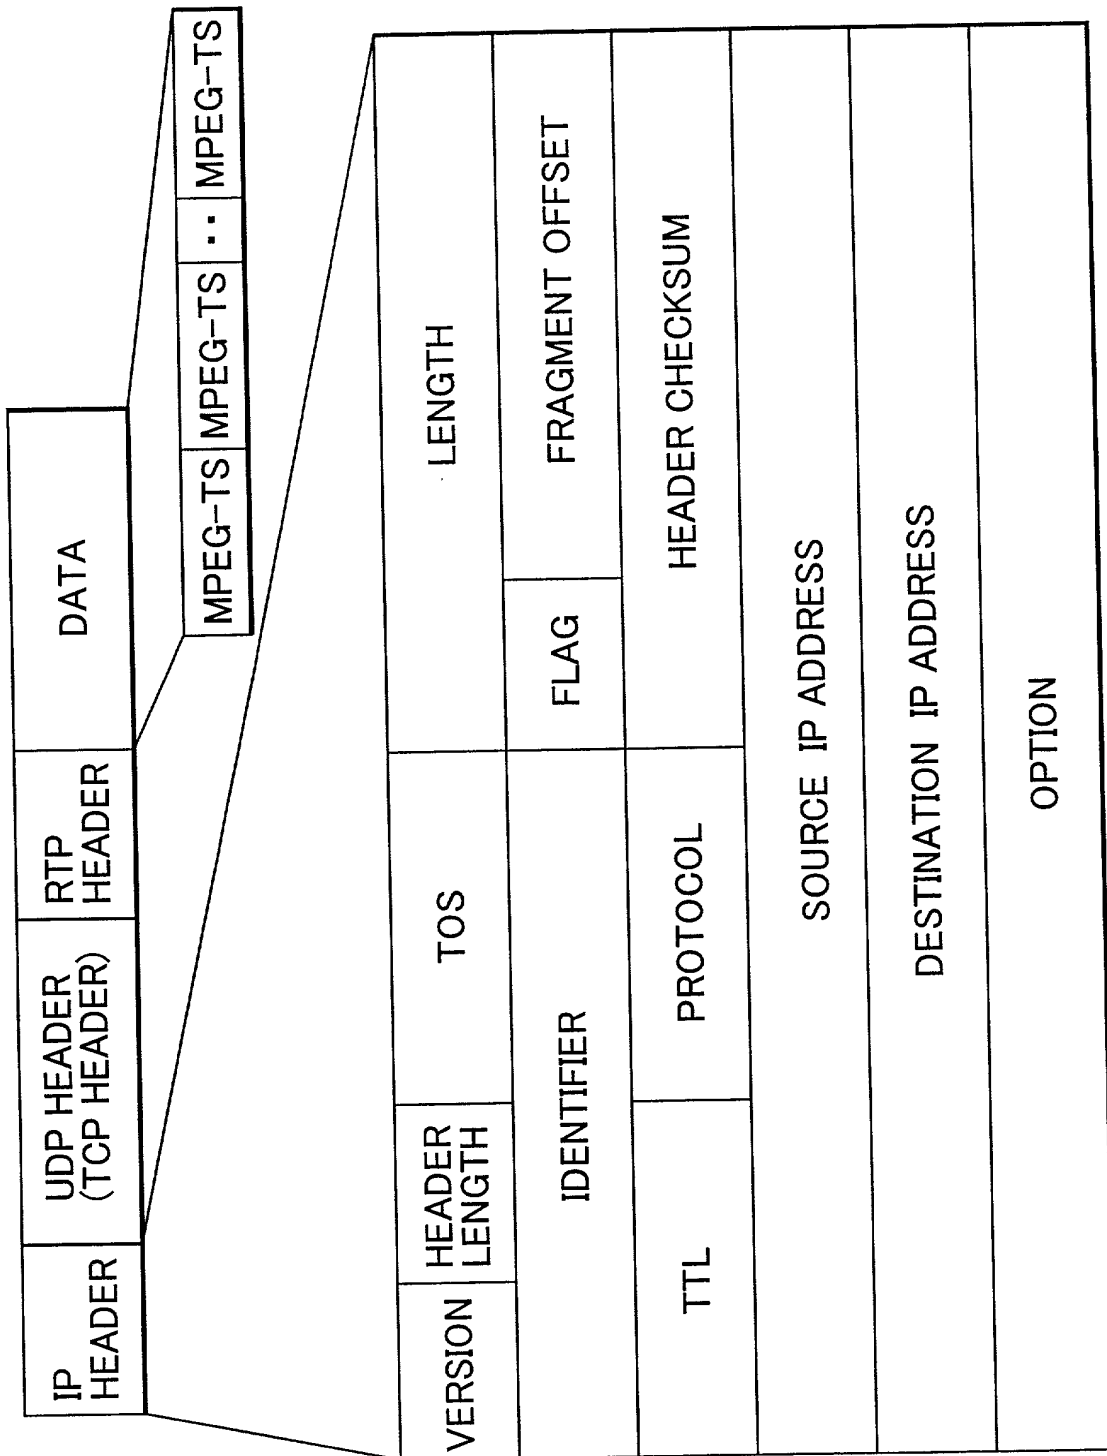 IP
HEADER
UDP HEADER
(TCP HEADER)
RTP
HEADER
DATA
MPEG-TS
MPEG-TS
··
MPEG-TS
VERSION
HEADER
LENGTH
TOS
LENGTH
IDENTIFIER
FLAG
FRAGMENT OFFSET
TTL
PROTOCOL
HEADER CHECKSUM
SOURCE IP ADDRESS
DESTINATION IP ADDRESS
OPTION